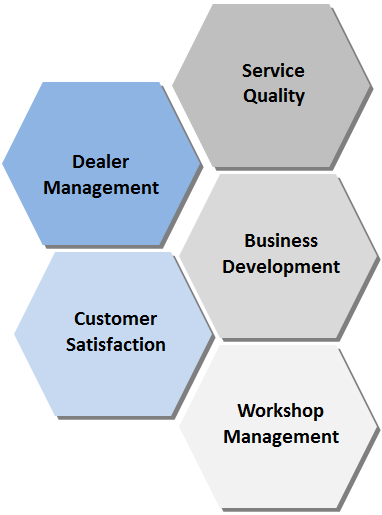 Service
Quality
Dealer
Management
Business
Development
Customer
Satisfaction
Workshop
Management